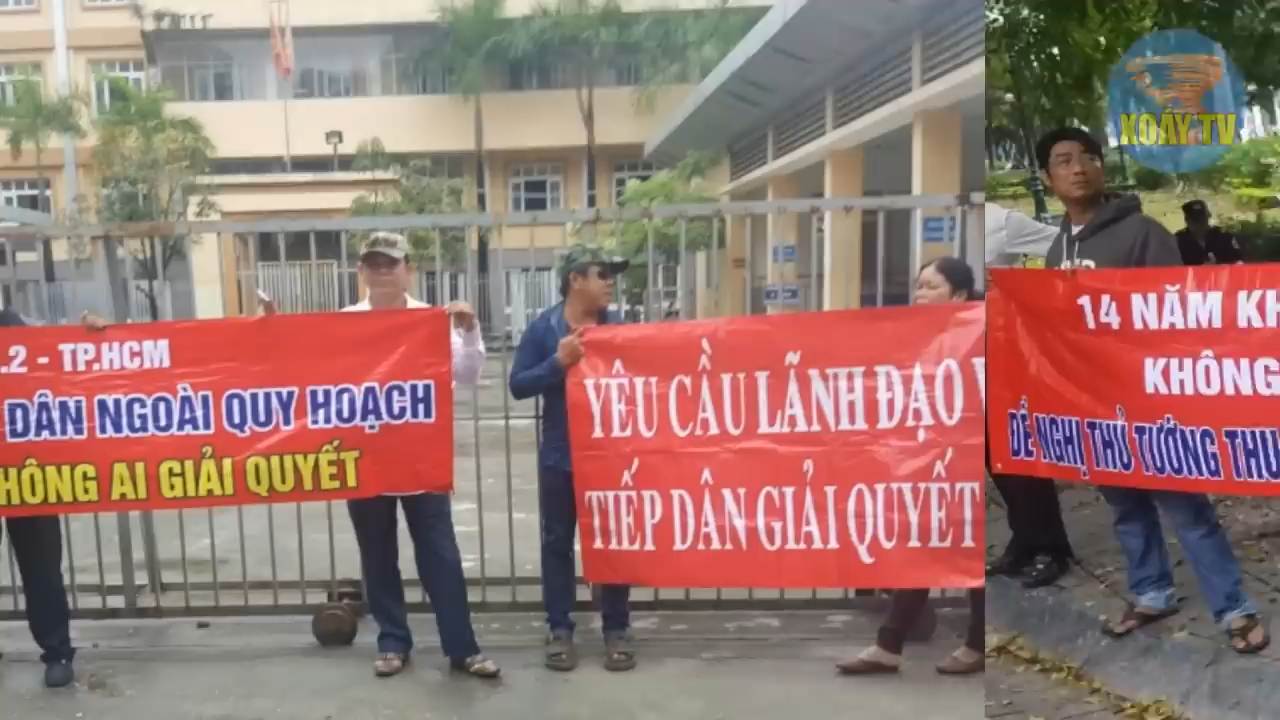 .2 - TP.HCM
DÂN NGOÀI QUY HOẠCH
HÔNG AI GIẢI QUYẾT
YÊU CẦU LÃNH ĐẠO
TIẾP DÂN GIẢI QUYẾT
XOÁY TV
14 NĂM KH
KHÔNG
ĐỀ NGHỊ THỦ TƯỚNG THU